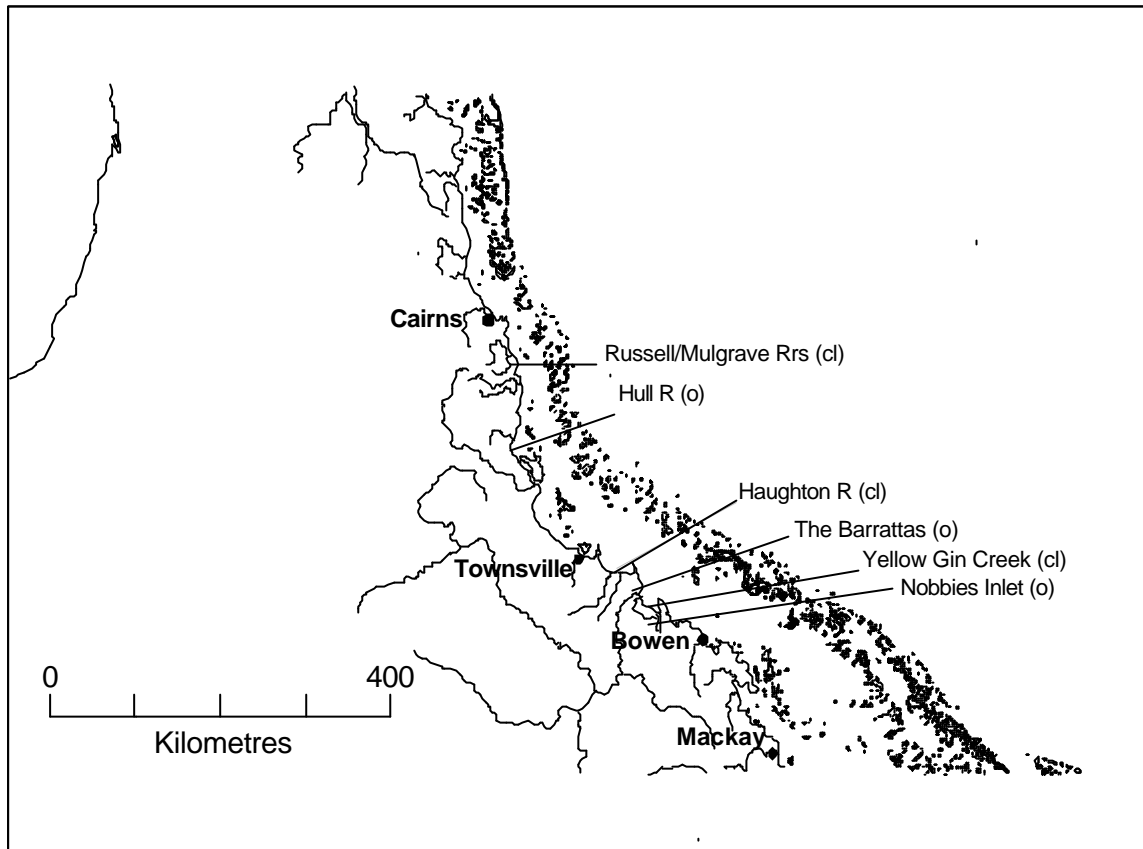 Cairns
Russell/Mulgrave Rrs (cl)
Hull R (o)
Haughton R (cl)
The Barrattas (o)
Townsville
Yellow Gin Creek (cl)
Nobbies Inlet (o)
Bowen
0 400
Mackay
Kilometres